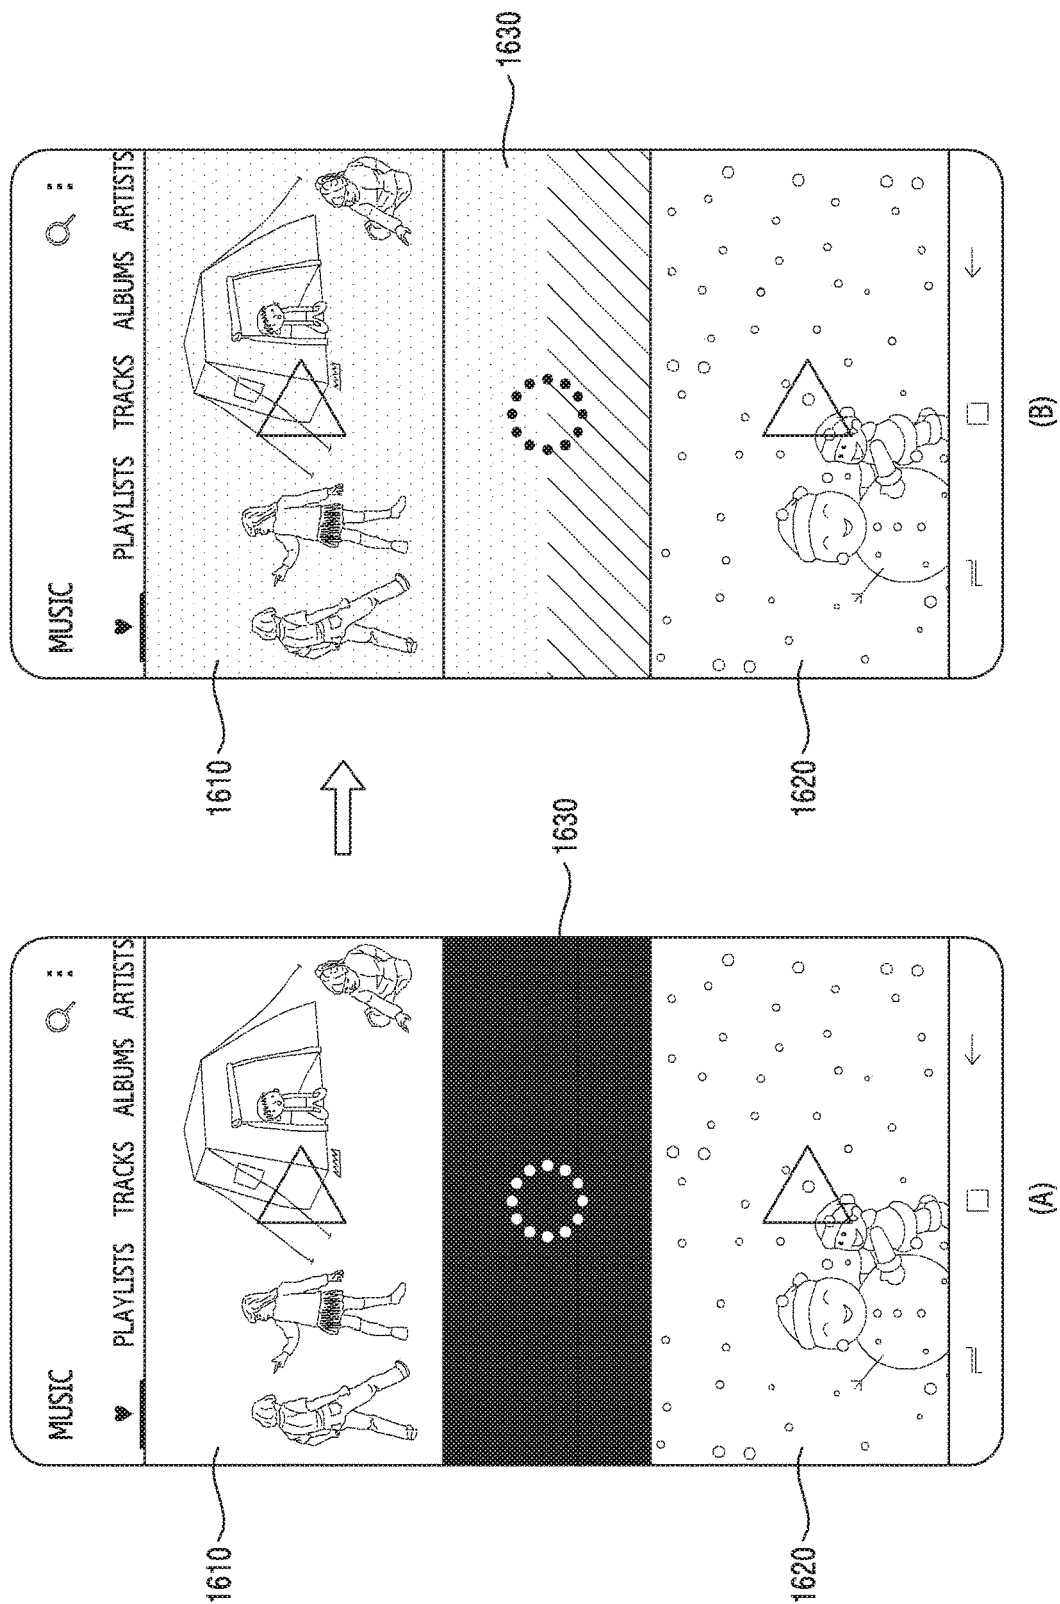 MUSIC
PLAYLISTS TRACKS ALBUMS ARTISTS
1610
1630
1620
(A)
MUSIC
PLAYLISTS TRACKS ALBUMS ARTISTS
1610
1630
1620
(B)